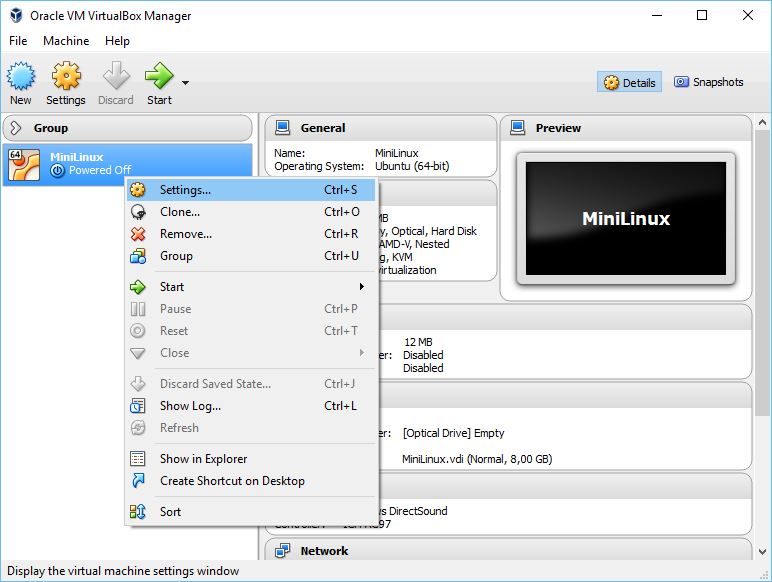 Oracle VM VirtualBox Manager
File Machine Help
New Settings Discard Start
Details Snapshots
Group
64
MiniLinux
Powered Off
Settings... Ctrl+S
Clone... Ctrl+O
Remove... Ctrl+R
Group Ctrl+U
Start
Pause Ctrl+P
Reset Ctrl+T
Close
Discard Saved State... Ctrl+J
Show Log... Ctrl+L
Refresh
Show in Explorer
Create Shortcut on Desktop
Sort
General
Name: MiniLinux
Operating System: Ubuntu (64-bit)
MB
y, Optical, Hard Disk
AMD-V, Nested
g, KVM
virtualization
Preview
MiniLinux
12 MB
er: Disabled
Disabled
er: [Optical Drive] Empty
MiniLinux.vdi (Normal, 8,00 GB)
ws DirectSound
Network
Display the virtual machine settings window